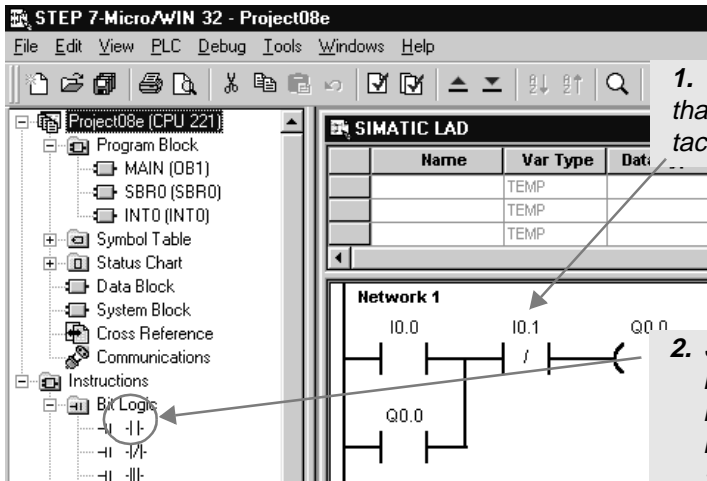 STEP 7-Micro/WIN 32 - Project08e
File Edit View PLC Debug Tools Windows Help
Project08e (CPU 221)
Program Block
MAIN (OB1)
SBR0 (SBR0)
INT0 (INT0)
Symbol Table
Status Chart
Data Block
System Block
Cross Reference
Communications
Instructions
Bit Logic
-| |-
-|/|-
-|I|-
SIMATIC LAD
Name Var Type
TEMP
TEMP
TEMP
Network 1
I0.0 I0.1 Q0.0
/
Q0.0
1.
tha
tac
2.